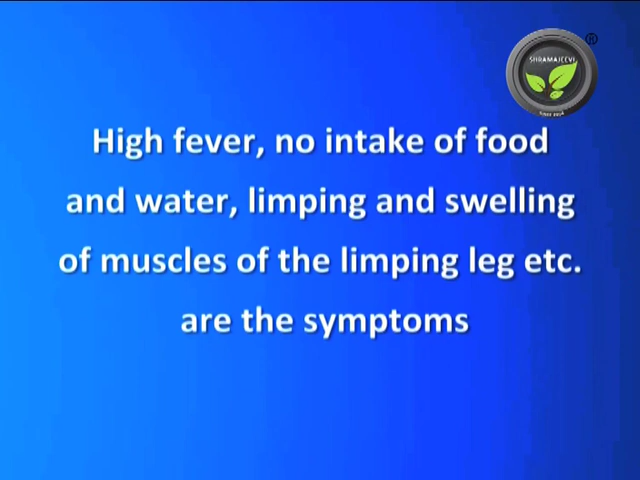 SHRAMAJEEVI
®
High fever, no intake of food
and water, limping and swelling
of muscles of the limping leg etc.
are the symptoms